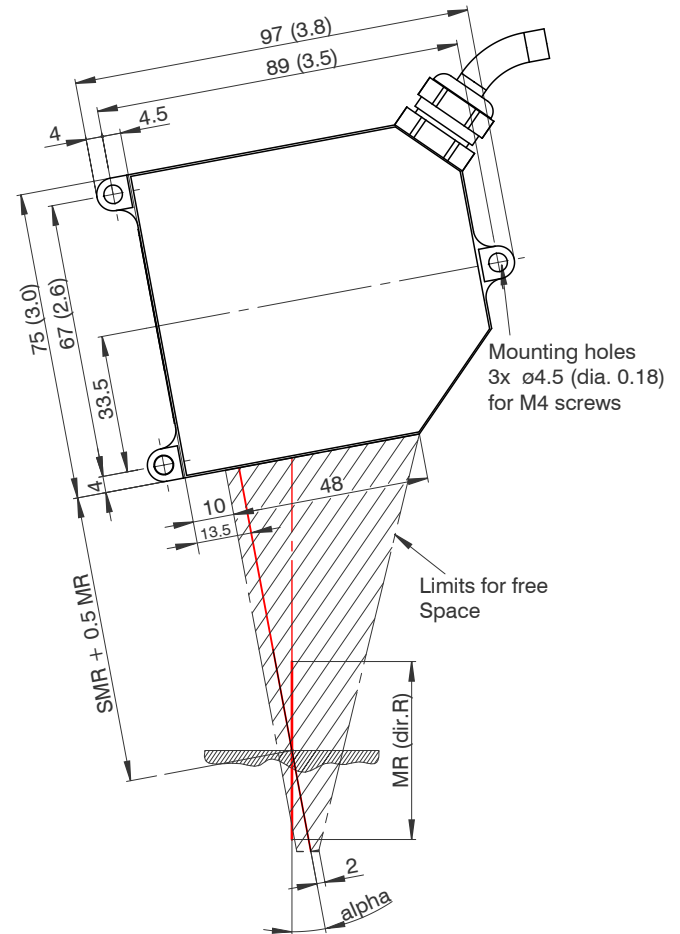 97 (3.8)
89 (3.5)
4
4.5
75 (3.0)
67 (2.6)
33.5
4
Mounting holes
3x ø4.5 (dia. 0.18)
for M4 screws
10
48
13.5
Limits for free
Space
SMR + 0.5 MR
MR (dir.R)
2
alpha